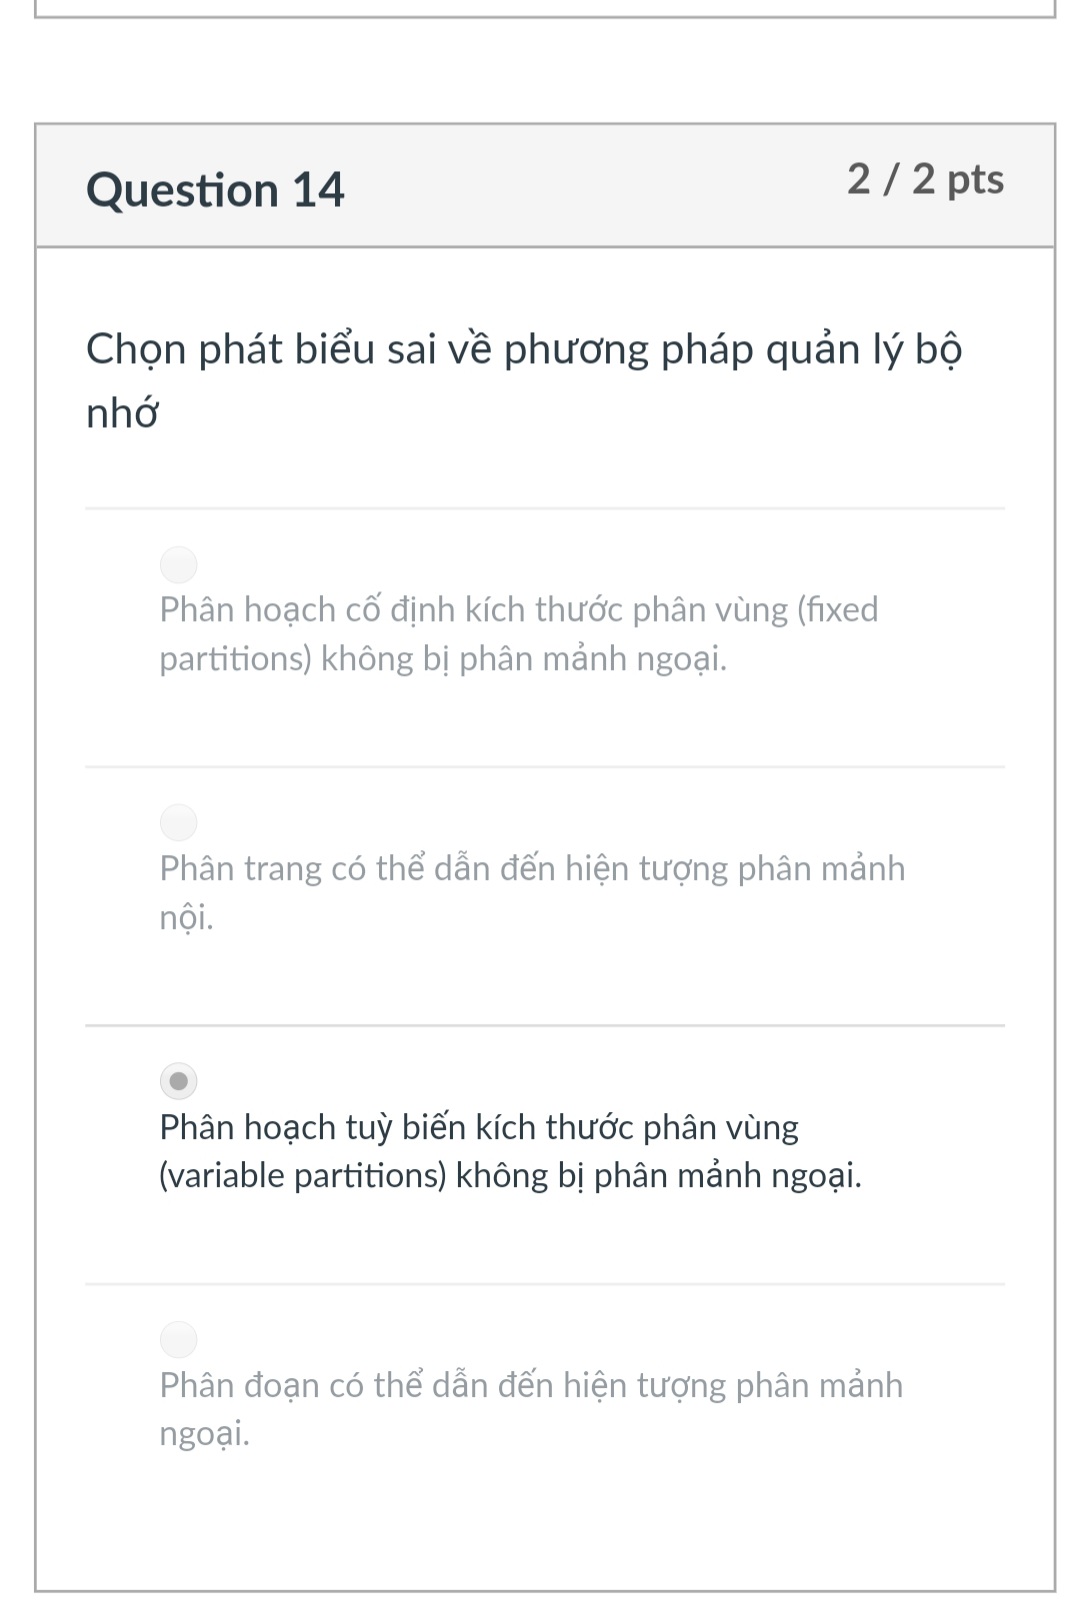 Question 14
2 / 2 pts
Chọn phát biểu sai về phương pháp quản lý bộ
nhớ
Phân hoạch cố định kích thước phân vùng (fixed
partitions) không bị phân mảnh ngoại.
Phân trang có thể dẫn đến hiện tượng phân mảnh
nội.
Phân hoạch tuỳ biến kích thước phân vùng
(variable partitions) không bị phân mảnh ngoại.
Phân đoạn có thể dẫn đến hiện tượng phân mảnh
ngoại.